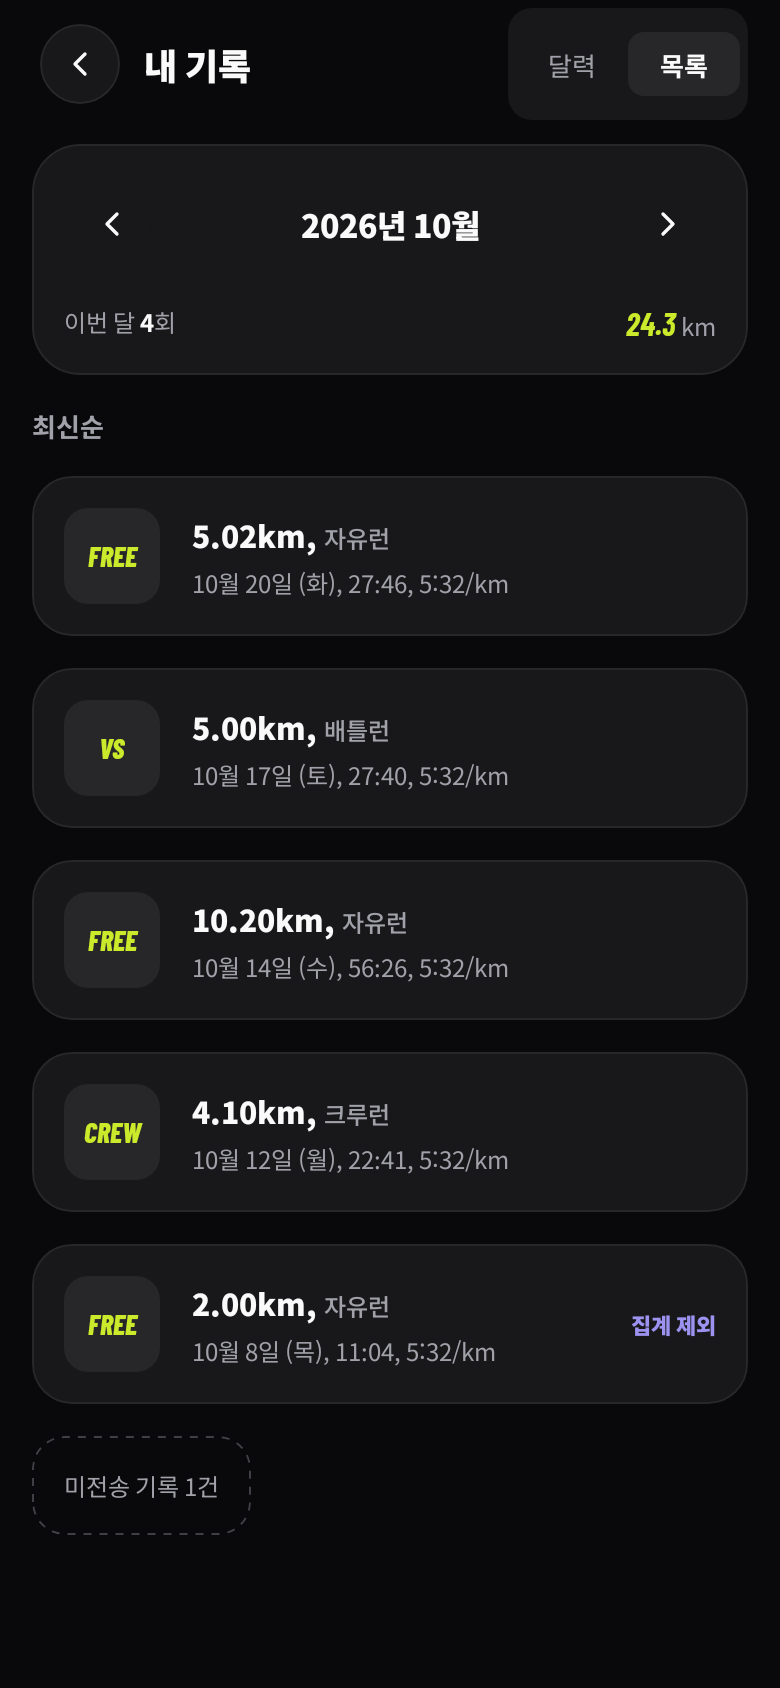 내 기록
달력 목록
2026년 10월
이번 달 4회
24.3 km
최신순
FREE
5.02km, 자유런
10월 20일 (화), 27:46, 5:32/km
VS
5.00km, 배틀런
10월 17일 (토), 27:40, 5:32/km
FREE
10.20km, 자유런
10월 14일 (수), 56:26, 5:32/km
CREW
4.10km, 크루런
10월 12일 (월), 22:41, 5:32/km
FREE
2.00km, 자유런
10월 8일 (목), 11:04, 5:32/km
집계 제외
미전송 기록 1건